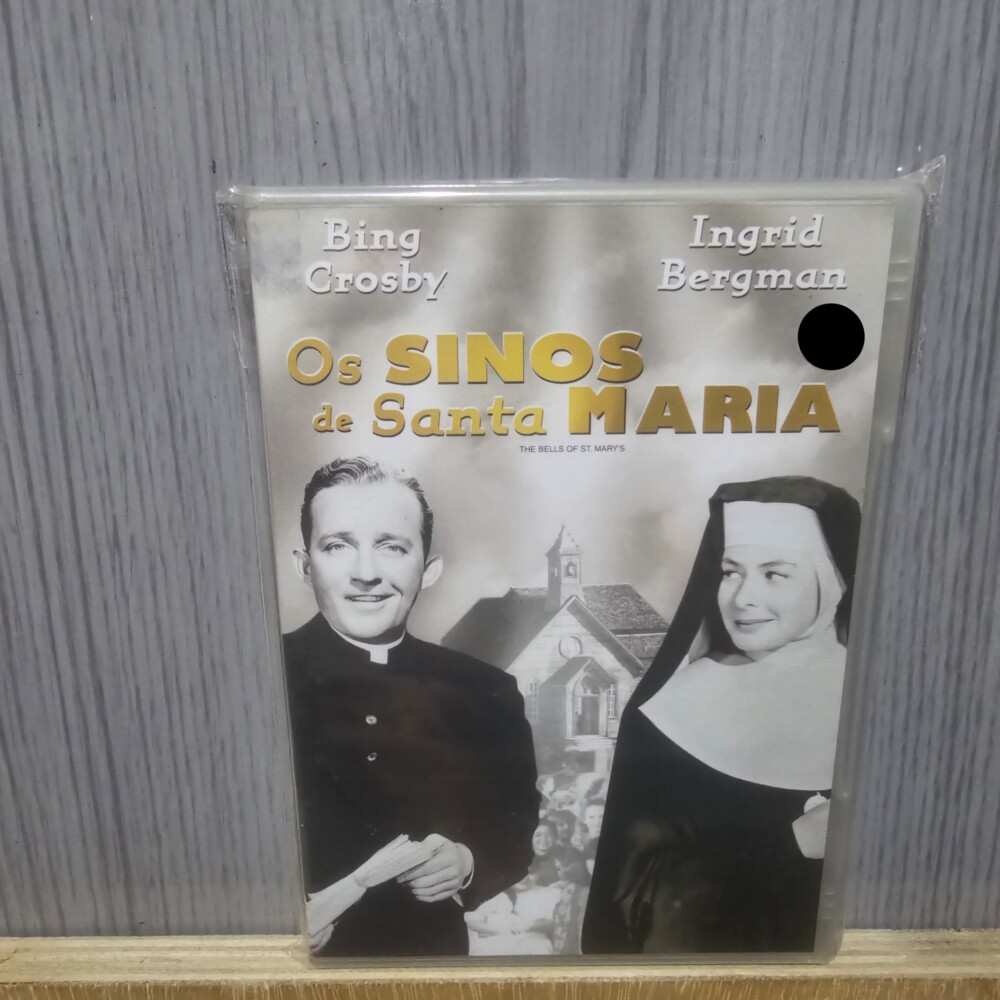 Bing
Crosby
Ingrid
Bergman
Os SINOS
de Santa MARIA
THE BELLS OF ST. MARY'S